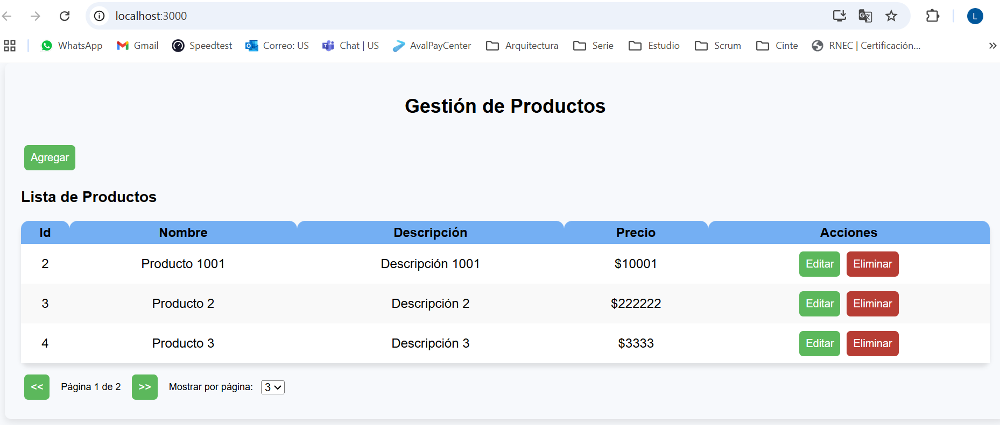 localhost:3000
L
WhatsApp Gmail Speedtest Correo: US Chat | US AvalPayCenter Arquitectura Serie Estudio Scrum Cinte RNEC | Certificación... »
Gestión de Productos
Agregar
Lista de Productos
Id Nombre Descripción Precio Acciones
2 Producto 1001 Descripción 1001 $10001 Editar Eliminar
3 Producto 2 Descripción 2 $222222 Editar Eliminar
4 Producto 3 Descripción 3 $3333 Editar Eliminar
<< Página 1 de 2 >> Mostrar por página: 3